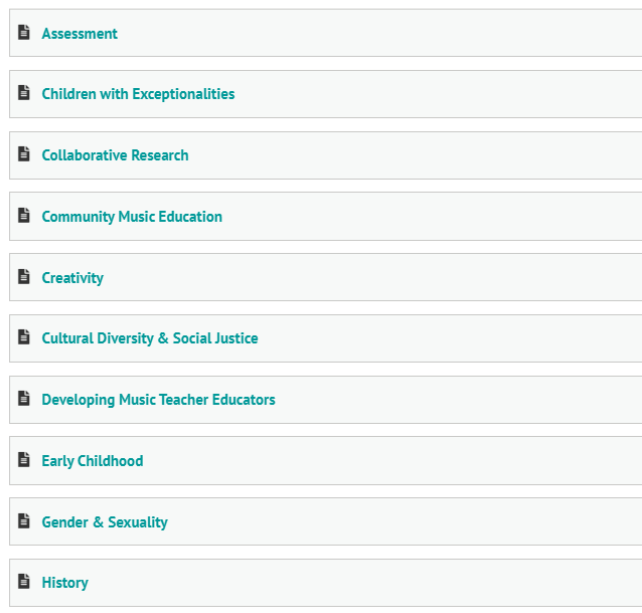 Assessment
Children with Exceptionalities
Collaborative Research
Community Music Education
Creativity
Cultural Diversity & Social Justice
Developing Music Teacher Educators
Early Childhood
Gender & Sexuality
History